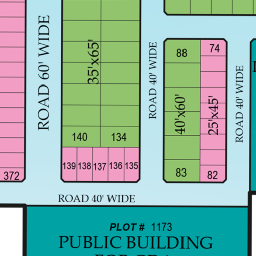 ROAD 60' WIDE
35'x65'
ROAD 40' WIDE
88
74
40'x60'
25'x45'
ROAD 40' WIDE
140
134
139
138
137
136
135
83
82
372
ROAD 40' WIDE
PLOT # 1173
PUBLIC BUILDING